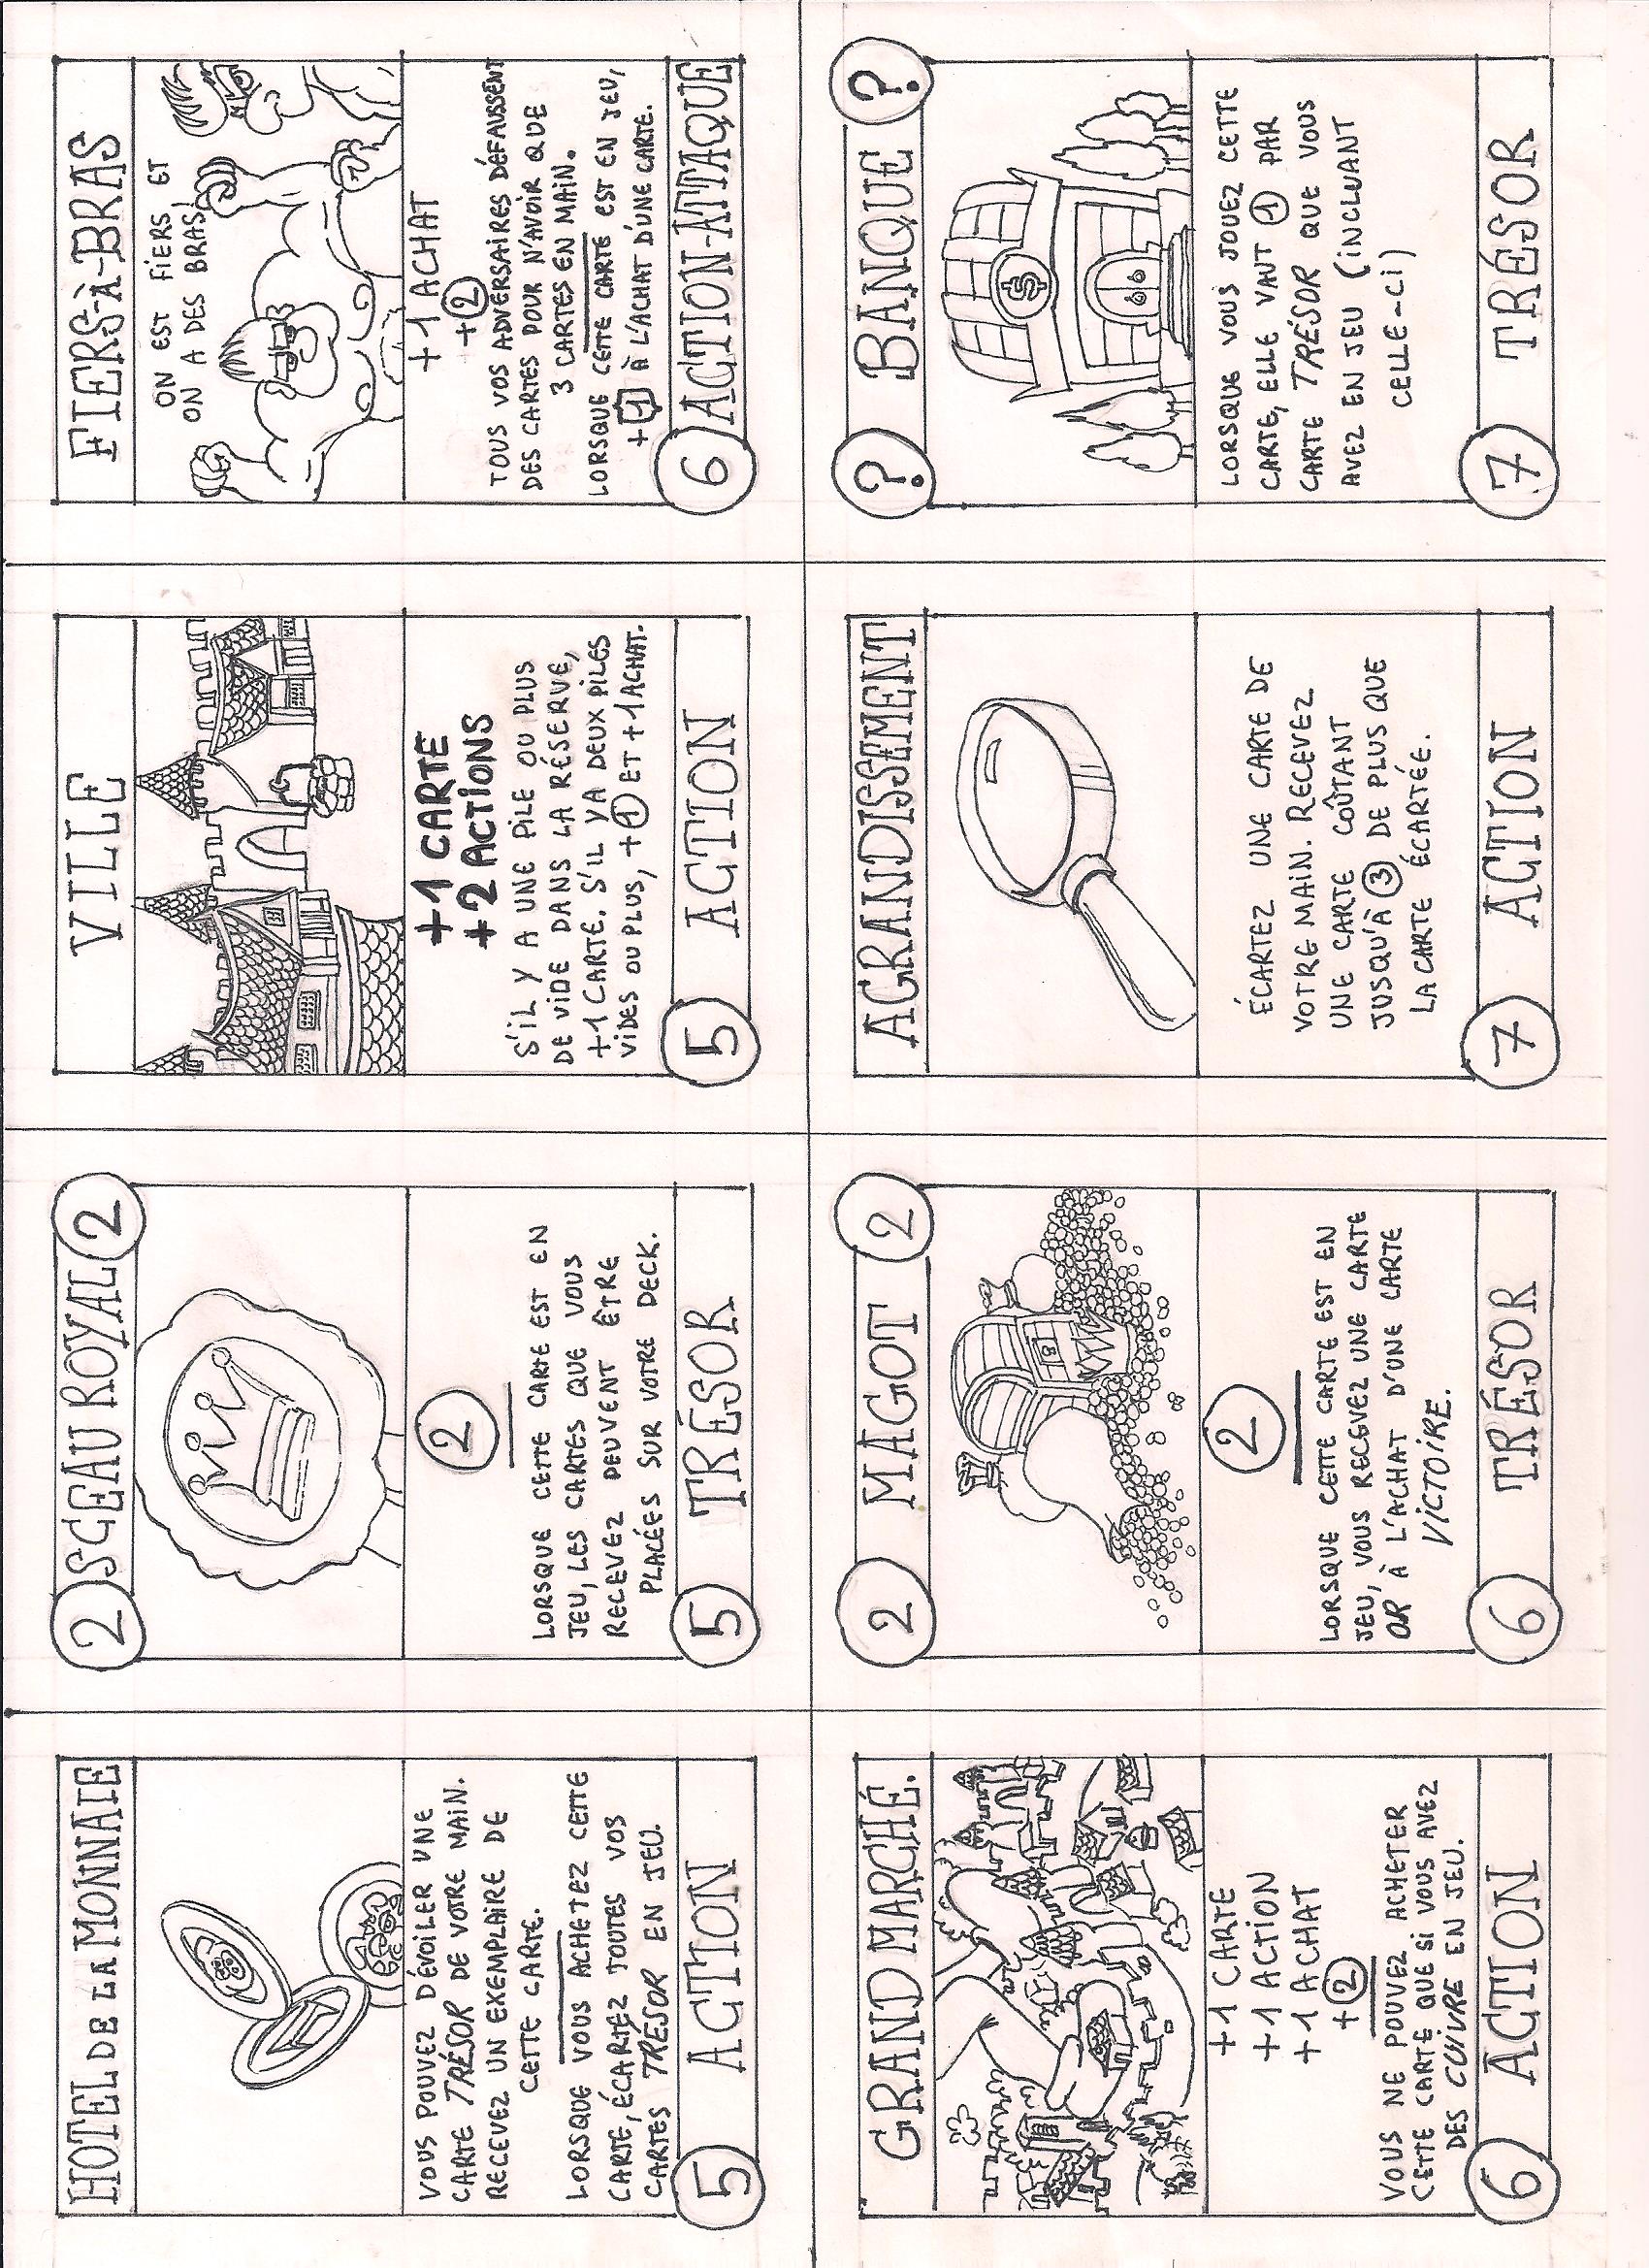 HOTEL DE LA MONNAIE
VOUS POUVEZ DÉVOILER UNE
CARTE TRÉSOR DE VOTRE MAIN.
RECEVEZ UN EXEMPLAIRE DE
CETTE CARTE.
LORSQUE VOUS ACHETEZ CETTE
CARTE, ÉCARTEZ TOUTES VOS
CARTES TRÉSOR EN JEU.
5 ACTION
2 SCEAU ROYAL 2
2
LORSQUE CETTE CARTE EST EN
JEU, LES CARTES QUE VOUS
RECEVEZ PEUVENT ÊTRE
PLACÉES SUR VOTRE DECK.
5 TRÉSOR
VILLE
+1 CARTE
+2 ACTIONS
S'IL Y A UNE PILE OU PLUS
DE VIDE DANS LA RÉSERVE,
+1 CARTE. S'IL Y A DEUX PILES
VIDES OU PLUS, +1 ET +1 ACHAT.
5 ACTION
FIERS-À-BRAS
ON EST FIERS ET
ON A DES BRAS!
+1 ACHAT
+2
TOUS VOS ADVERSAIRES DÉFAUSSENT
DES CARTES POUR N'AVOIR QUE
3 CARTES EN MAIN.
LORSQUE CETTE CARTE EST EN JEU,
+1 À L'ACHAT D'UNE CARTE.
6 ACTION-ATTAQUE
GRAND MARCHÉ.
+1 CARTE
+1 ACTION
+1 ACHAT
+2
VOUS NE POUVEZ ACHETER
CETTE CARTE QUE SI VOUS AVEZ
DES CUIVRE EN JEU.
6 ACTION
2 MAGOT 2
2
LORSQUE CETTE CARTE EST EN
JEU, VOUS RECEVEZ UNE CARTE
OR À L'ACHAT D'UNE CARTE
VICTOIRE.
6 TRÉSOR
AGRANDISSEMENT
ÉCARTEZ UNE CARTE DE
VOTRE MAIN. RECEVEZ
UNE CARTE COÛTANT
JUSQU'À 3 DE PLUS QUE
LA CARTE ÉCARTÉE.
7 ACTION
? BANQUE ?
$
LORSQUE VOUS JOUEZ CETTE
CARTE, ELLE VAUT 1 PAR
CARTE TRÉSOR QUE VOUS
AVEZ EN JEU (INCLUANT
CELLE-CI)
7 TRÉSOR